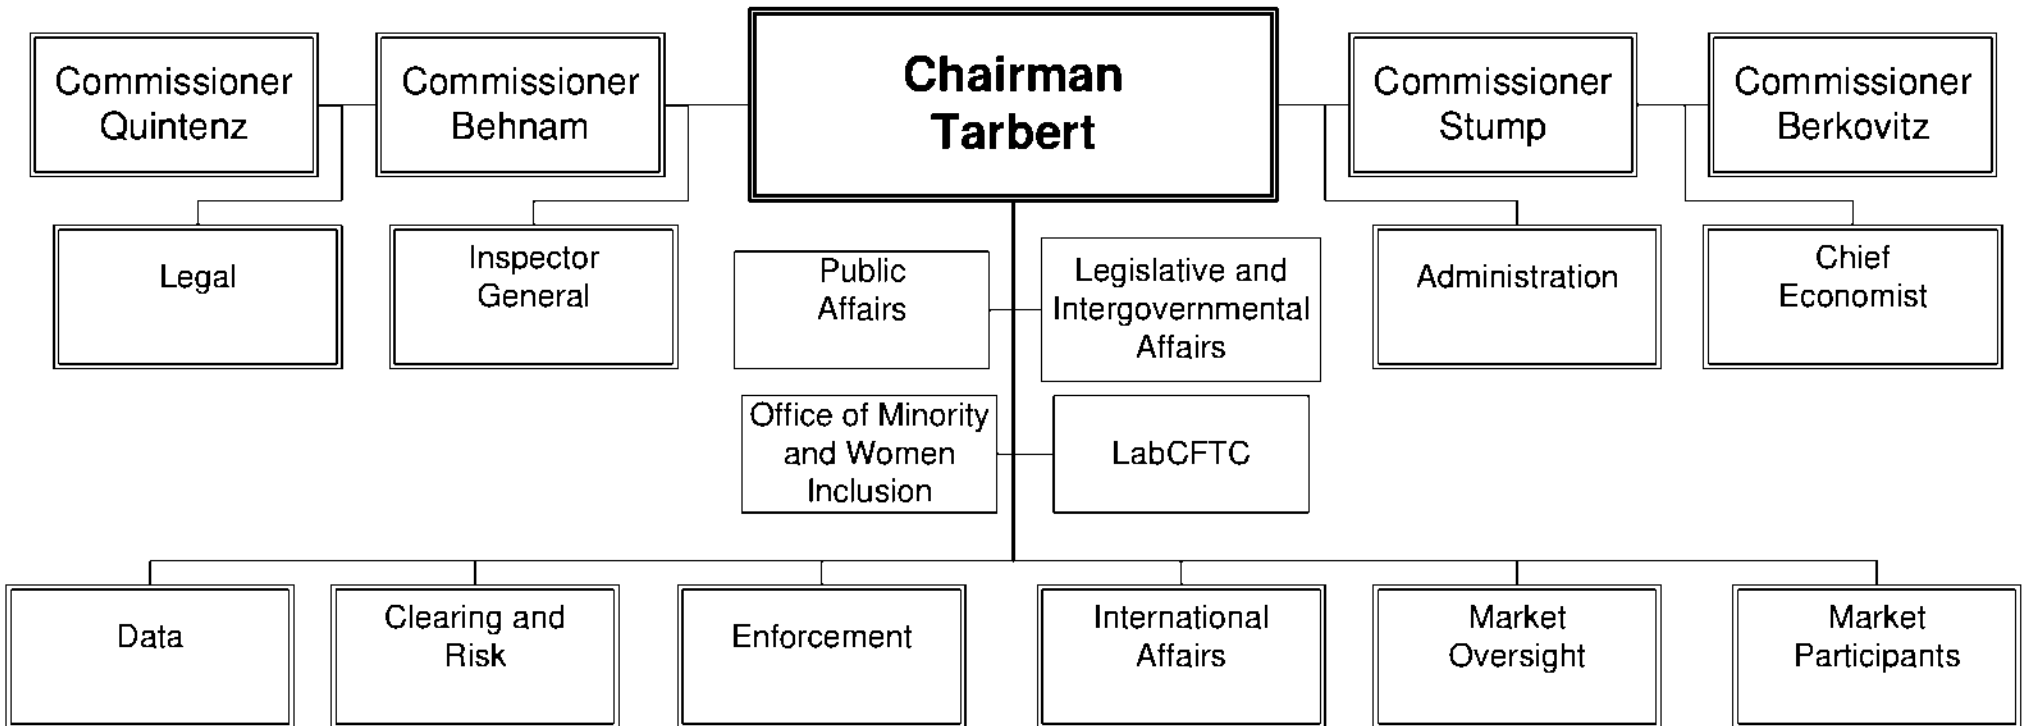 Commissioner
Quintenz
Commissioner
Behnam
Chairman
Tarbert
Commissioner
Stump
Commissioner
Berkovitz
Legal
Inspector
General
Public
Affairs
Legislative and
Intergovernmental
Affairs
Administration
Chief
Economist
Office of Minority
and Women
Inclusion
LabCFTC
Data
Clearing and
Risk
Enforcement
International
Affairs
Market
Oversight
Market
Participants